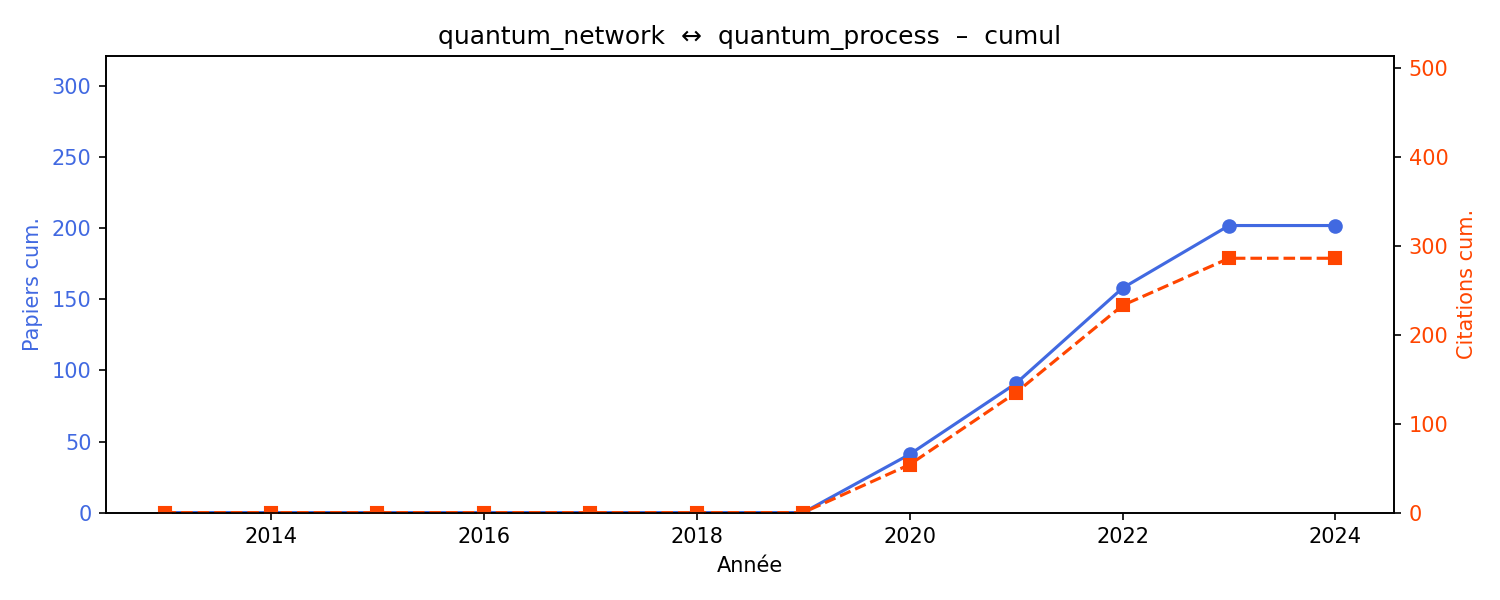 quantum_network ↔ quantum_process – cumul
Papiers cum.
300
250
200
150
100
50
0
500
400
300
200
100
0
Citations cum.
2014 2016 2018 2020 2022 2024
Année